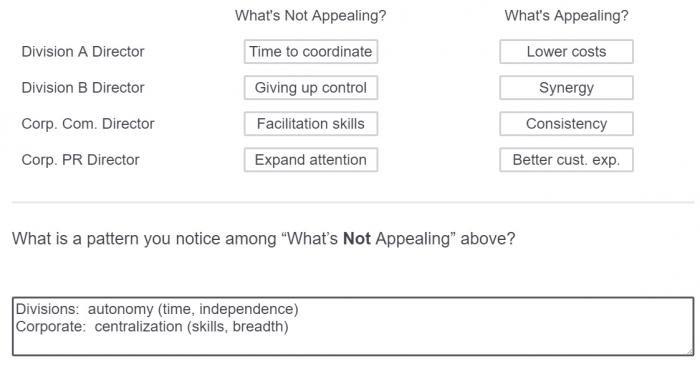 What's Not Appealing? What's Appealing?
Division A Director Time to coordinate Lower costs
Division B Director Giving up control Synergy
Corp. Com. Director Facilitation skills Consistency
Corp. PR Director Expand attention Better cust. exp.
What is a pattern you notice among “What’s Not Appealing” above?
Divisions:  autonomy (time, independence)
Corporate:  centralization (skills, breadth)